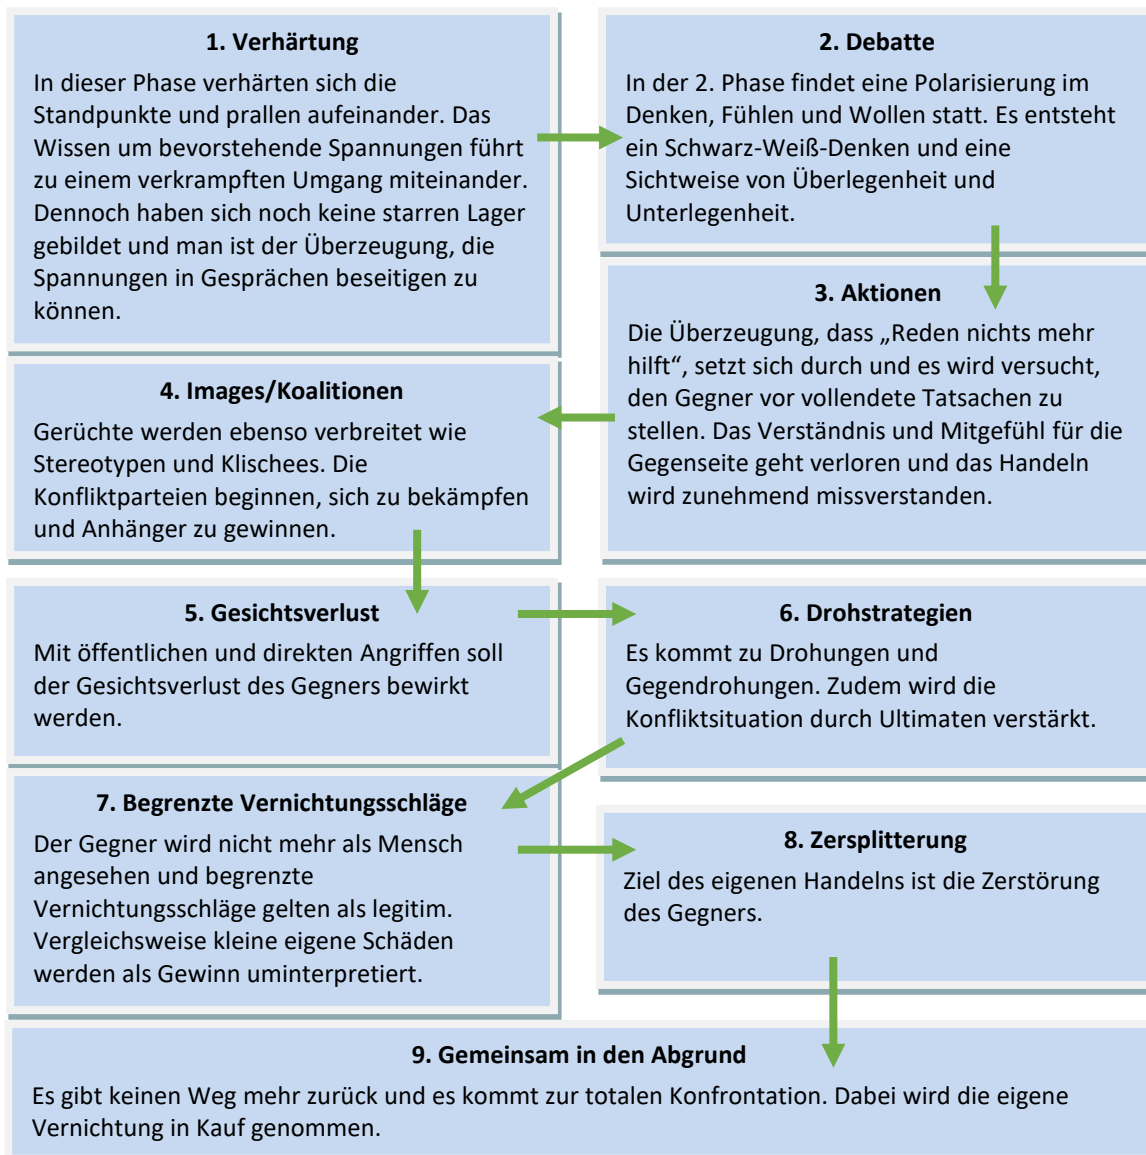 1. Verhärtung
In dieser Phase verhärten sich die
Standpunkte und prallen aufeinander. Das
Wissen um bevorstehende Spannungen führt
zu einem verkrampften Umgang miteinander.
Dennoch haben sich noch keine starren Lager
gebildet und man ist der Überzeugung, die
Spannungen in Gesprächen beseitigen zu
können.
2. Debatte
In der 2. Phase findet eine Polarisierung im
Denken, Fühlen und Wollen statt. Es entsteht
ein Schwarz-Weiß-Denken und eine
Sichtweise von Überlegenheit und
Unterlegenheit.
3. Aktionen
Die Überzeugung, dass „Reden nichts mehr
hilft“, setzt sich durch und es wird versucht,
den Gegner vor vollendete Tatsachen zu
stellen. Das Verständnis und Mitgefühl für die
Gegenseite geht verloren und das Handeln
wird zunehmend missverstanden.
4. Images/Koalitionen
Gerüchte werden ebenso verbreitet wie
Stereotypen und Klischees. Die
Konfliktparteien beginnen, sich zu bekämpfen
und Anhänger zu gewinnen.
5. Gesichtsverlust
Mit öffentlichen und direkten Angriffen soll
der Gesichtsverlust des Gegners bewirkt
werden.
6. Drohstrategien
Es kommt zu Drohungen und
Gegendrohungen. Zudem wird die
Konfliktsituation durch Ultimaten verstärkt.
7. Begrenzte Vernichtungsschläge
Der Gegner wird nicht mehr als Mensch
angesehen und begrenzte
Vernichtungsschläge gelten als legitim.
Vergleichsweise kleine eigene Schäden
werden als Gewinn uminterpretiert.
8. Zersplitterung
Ziel des eigenen Handelns ist die Zerstörung
des Gegners.
9. Gemeinsam in den Abgrund
Es gibt keinen Weg mehr zurück und es kommt zur totalen Konfrontation. Dabei wird die eigene
Vernichtung in Kauf genommen.